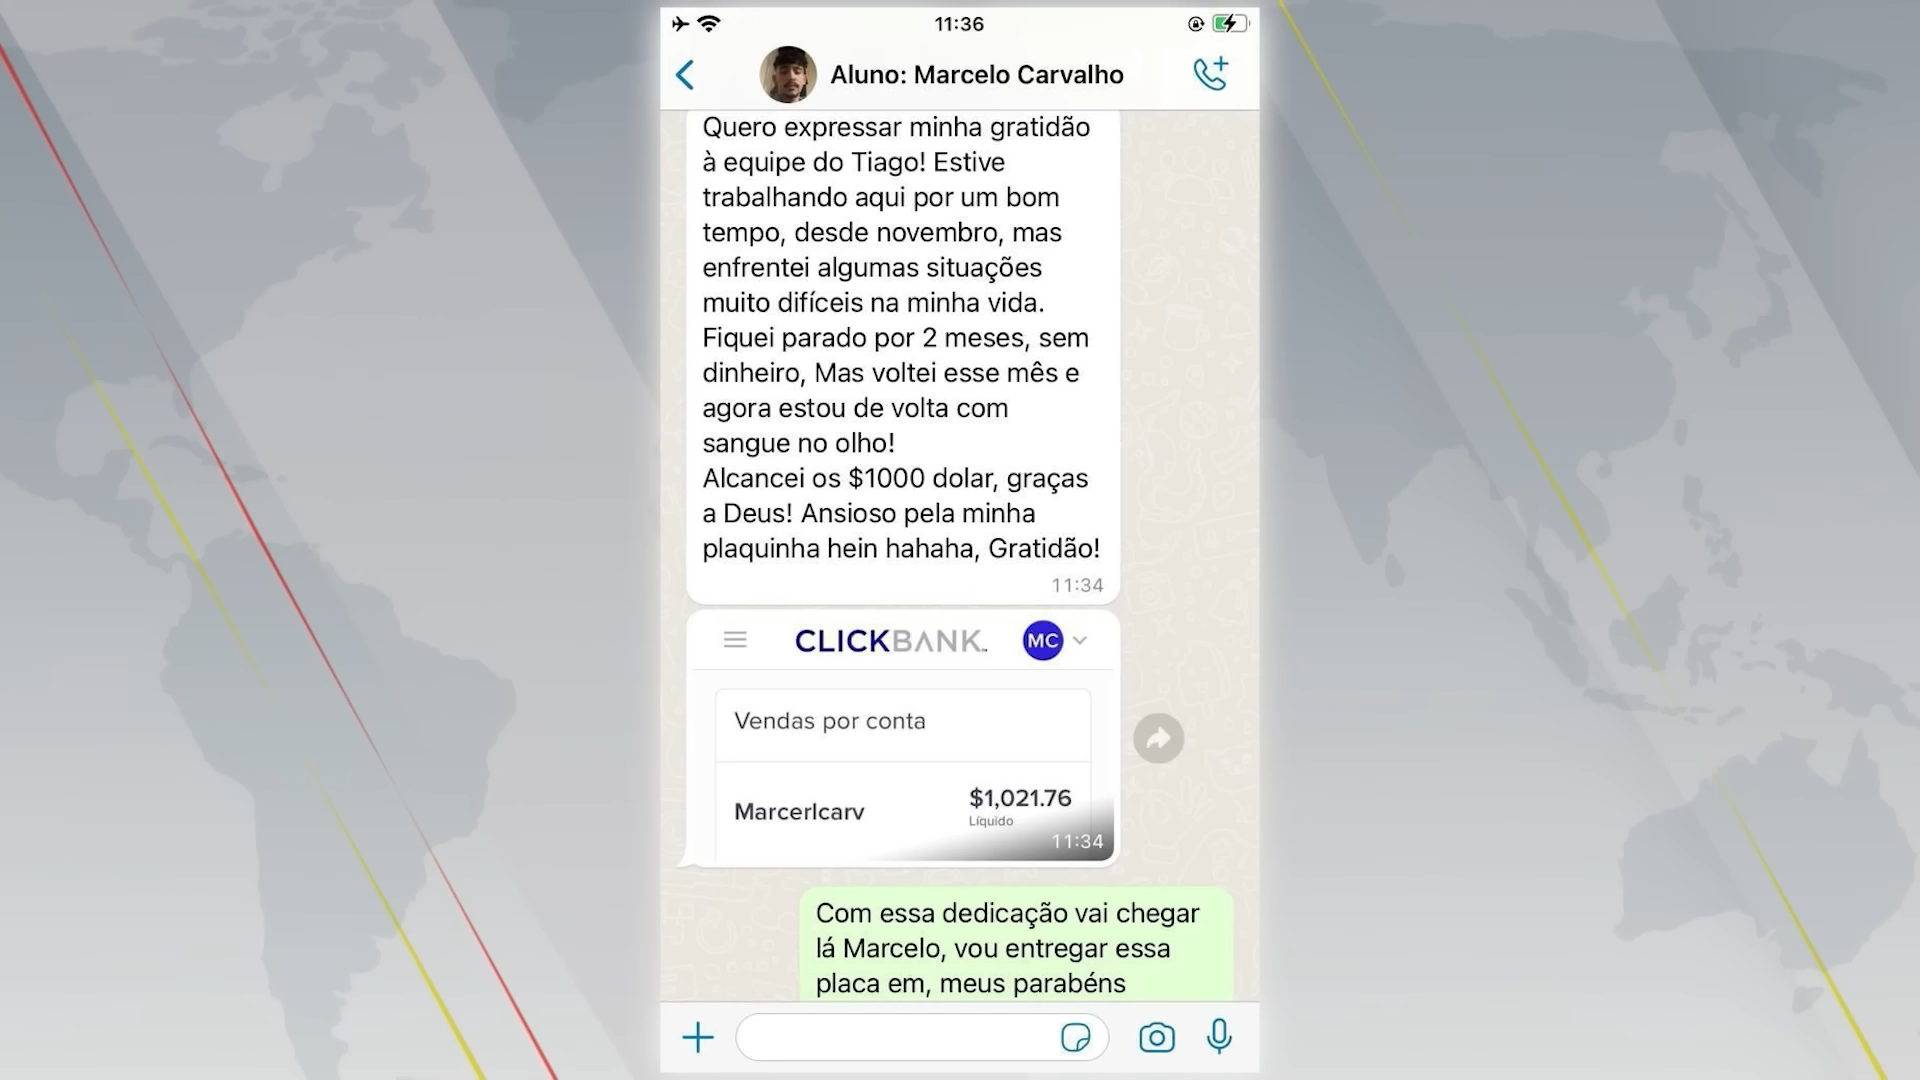 11:36
Aluno: Marcelo Carvalho
Quero expressar minha gratidão
à equipe do Tiago! Estive
trabalhando aqui por um bom
tempo, desde novembro, mas
enfrentei algumas situações
muito difíceis na minha vida.
Fiquei parado por 2 meses, sem
dinheiro, Mas voltei esse mês e
agora estou de volta com
sangue no olho!
Alcancei os $1000 dolar, graças
a Deus! Ansioso pela minha
plaquinha hein hahaha, Gratidão!
11:34
CLICKBANK
MC
Vendas por conta
Marcerlcarv
$1,021.76
Líquido
11:34
Com essa dedicação vai chegar
lá Marcelo, vou entregar essa
placa em, meus parabéns